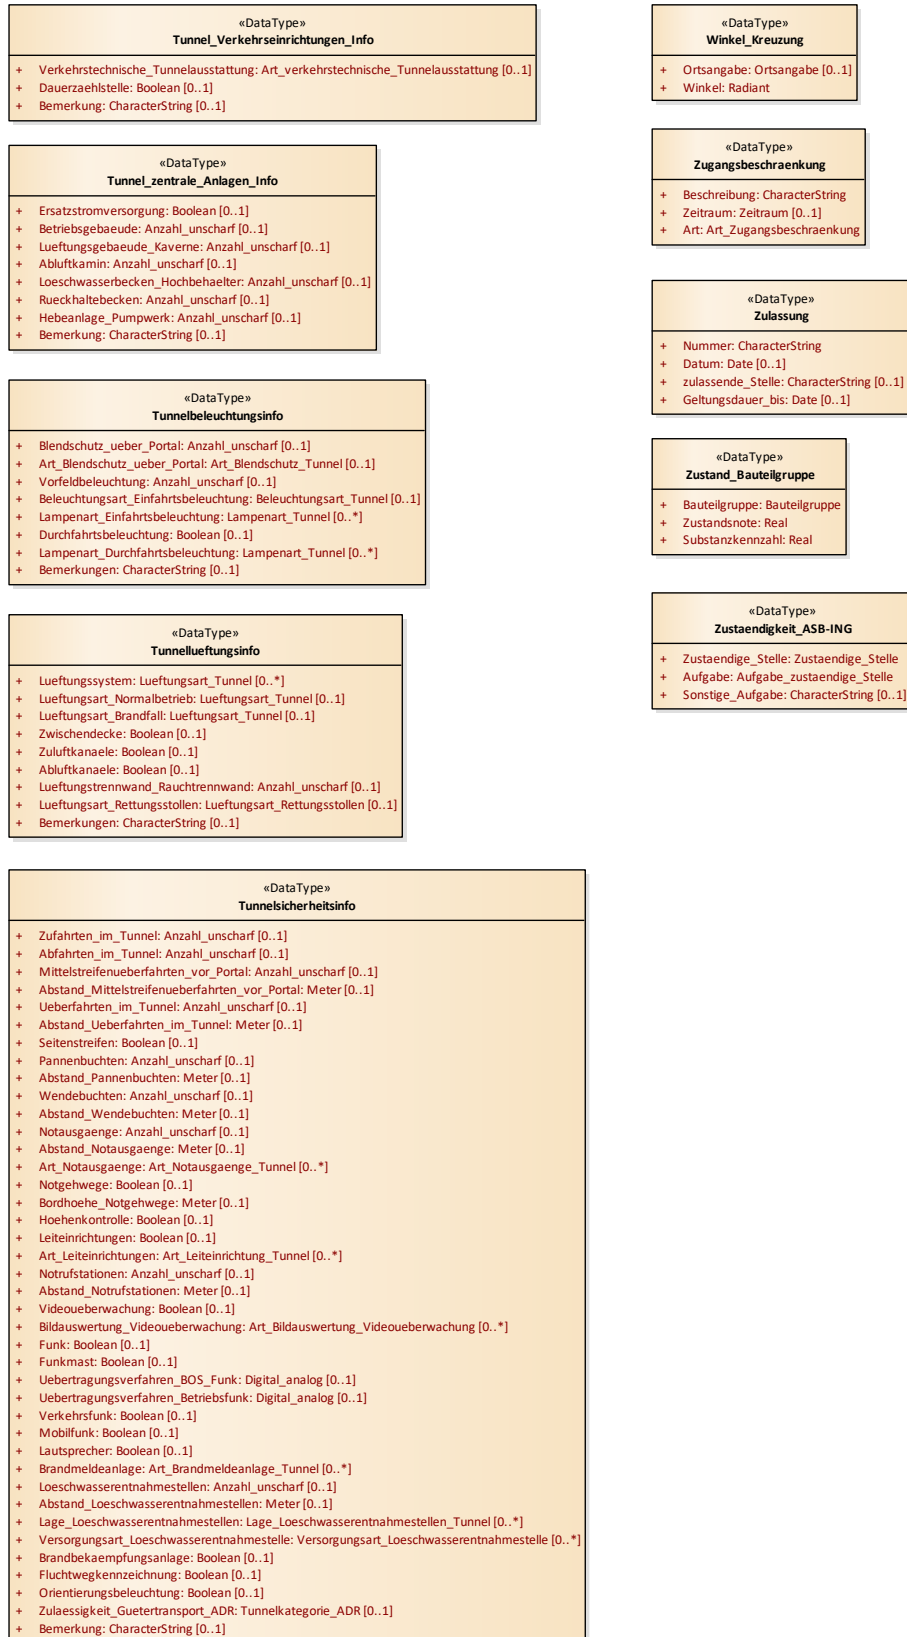 «DataType»
Tunnel_Verkehrseinrichtungen_Info
+ Verkehrstechnische_Tunnelausstattung: Art_verkehrstechnische_Tunnelausstattung [0..1]
+ Dauerzaehlstelle: Boolean [0..1]
+ Bemerkung: CharacterString [0..1]
«DataType»
Tunnel_zentrale_Anlagen_Info
+ Ersatzstromversorgung: Boolean [0..1]
+ Betriebsgebaeude: Anzahl_unscharf [0..1]
+ Lueftungsgebaeude_Kaverne: Anzahl_unscharf [0..1]
+ Abluftkamin: Anzahl_unscharf [0..1]
+ Loeschwasserbecken_Hochbehaelter: Anzahl_unscharf [0..1]
+ Rueckhaltebecken: Anzahl_unscharf [0..1]
+ Hebeanlage_Pumpwerk: Anzahl_unscharf [0..1]
+ Bemerkung: CharacterString [0..1]
«DataType»
Tunnelbeleuchtungsinfo
+ Blendschutz_ueber_Portal: Anzahl_unscharf [0..1]
+ Art_Blendschutz_ueber_Portal: Art_Blendschutz_Tunnel [0..1]
+ Vorfeldbeleuchtung: Anzahl_unscharf [0..1]
+ Beleuchtungsart_Einfahrtsbeleuchtung: Beleuchtungsart_Tunnel [0..1]
+ Lampenart_Einfahrtsbeleuchtung: Lampenart_Tunnel [0..*]
+ Durchfahrtsbeleuchtung: Boolean [0..1]
+ Lampenart_Durchfahrtsbeleuchtung: Lampenart_Tunnel [0..*]
+ Bemerkungen: CharacterString [0..1]
«DataType»
Tunnellueftungsinfo
+ Lueftungssystem: Lueftungsart_Tunnel [0..*]
+ Lueftungsart_Normalbetrieb: Lueftungsart_Tunnel [0..1]
+ Lueftungsart_Brandfall: Lueftungsart_Tunnel [0..1]
+ Zwischendecke: Boolean [0..1]
+ Zuluftkanaele: Boolean [0..1]
+ Abluftkanaele: Boolean [0..1]
+ Lueftungstrennwand_Rauchtrennwand: Anzahl_unscharf [0..1]
+ Lueftungsart_Rettungsstollen: Lueftungsart_Rettungsstollen [0..1]
+ Bemerkungen: CharacterString [0..1]
«DataType»
Tunnelsicherheitsinfo
+ Zufahrten_im_Tunnel: Anzahl_unscharf [0..1]
+ Abfahrten_im_Tunnel: Anzahl_unscharf [0..1]
+ Mittelstreifenueberfahrten_vor_Portal: Anzahl_unscharf [0..1]
+ Abstand_Mittelstreifenueberfahrten_vor_Portal: Meter [0..1]
+ Ueberfahrten_im_Tunnel: Anzahl_unscharf [0..1]
+ Abstand_Ueberfahrten_im_Tunnel: Meter [0..1]
+ Seitenstreifen: Boolean [0..1]
+ Pannenbuchten: Anzahl_unscharf [0..1]
+ Abstand_Pannenbuchten: Meter [0..1]
+ Wendebuchten: Anzahl_unscharf [0..1]
+ Abstand_Wendebuchten: Meter [0..1]
+ Notausgaenge: Anzahl_unscharf [0..1]
+ Abstand_Notausgaenge: Meter [0..1]
+ Art_Notausgaenge: Art_Notausgaenge_Tunnel [0..*]
+ Notgehwege: Boolean [0..1]
+ Bordhoehe_Notgehwege: Meter [0..1]
+ Hoehenkontrolle: Boolean [0..1]
+ Leiteinrichtungen: Boolean [0..1]
+ Art_Leiteinrichtungen: Art_Leiteinrichtung_Tunnel [0..*]
+ Notrufstationen: Anzahl_unscharf [0..1]
+ Abstand_Notrufstationen: Meter [0..1]
+ Videoueberwachung: Boolean [0..1]
+ Bildauswertung_Videoueberwachung: Art_Bildauswertung_Videoueberwachung [0..*]
+ Funk: Boolean [0..1]
+ Funkmast: Boolean [0..1]
+ Uebertragungsverfahren_BOS_Funk: Digital_analog [0..1]
+ Uebertragungsverfahren_Betriebsfunk: Digital_analog [0..1]
+ Verkehrsfunk: Boolean [0..1]
+ Mobilfunk: Boolean [0..1]
+ Lautsprecher: Boolean [0..1]
+ Brandmeldeanlage: Art_Brandmeldeanlage_Tunnel [0..*]
+ Loeschwasserentnahmestellen: Anzahl_unscharf [0..1]
+ Abstand_Loeschwasserentnahmestellen: Meter [0..1]
+ Lage_Loeschwasserentnahmestellen: Lage_Loeschwasserentnahmestellen_Tunnel [0..*]
+ Versorgungsart_Loeschwasserentnahmestelle: Versorgungsart_Loeschwasserentnahmestelle [0..*]
+ Brandbekaempfungsanlage: Boolean [0..1]
+ Fluchtwegkennzeichnung: Boolean [0..1]
+ Orientierungsbeleuchtung: Boolean [0..1]
+ Zulaessigkeit_Guetertransport_ADR: Tunnelkategorie_ADR [0..1]
+ Bemerkung: CharacterString [0..1]
«DataType»
Winkel_Kreuzung
+ Ortsangabe: Ortsangabe [0..1]
+ Winkel: Radiant
«DataType»
Zugangsbeschraenkung
+ Beschreibung: CharacterString
+ Zeitraum: Zeitraum [0..1]
+ Art: Art_Zugangsbeschraenkung
«DataType»
Zulassung
+ Nummer: CharacterString
+ Datum: Date [0..1]
+ zulassende_Stelle: CharacterString [0..1]
+ Geltungsdauer_bis: Date [0..1]
«DataType»
Zustand_Bauteilgruppe
+ Bauteilgruppe: Bauteilgruppe
+ Zustandsnote: Real
+ Substanzkennzahl: Real
«DataType»
Zustaendigkeit_ASB-ING
+ Zustaendige_Stelle: Zustaendige_Stelle
+ Aufgabe: Aufgabe_zustaendige_Stelle
+ Sonstige_Aufgabe: CharacterString [0..1]